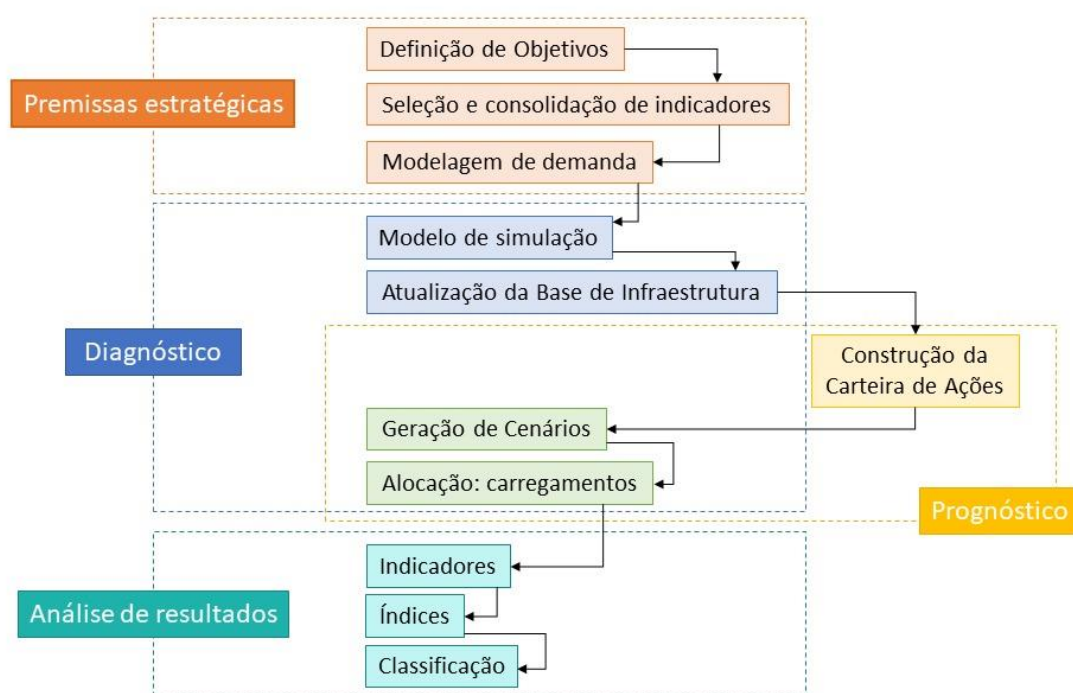 Definição de Objetivos
Premissas estratégicas
Seleção e consolidação de indicadores
Modelagem de demanda
Modelo de simulação
Atualização da Base de Infraestrutura
Diagnóstico
Construção da
Carteira de Ações
Geração de Cenários
Alocação: carregamentos
Prognóstico
Indicadores
Análise de resultados
Índices
Classificação